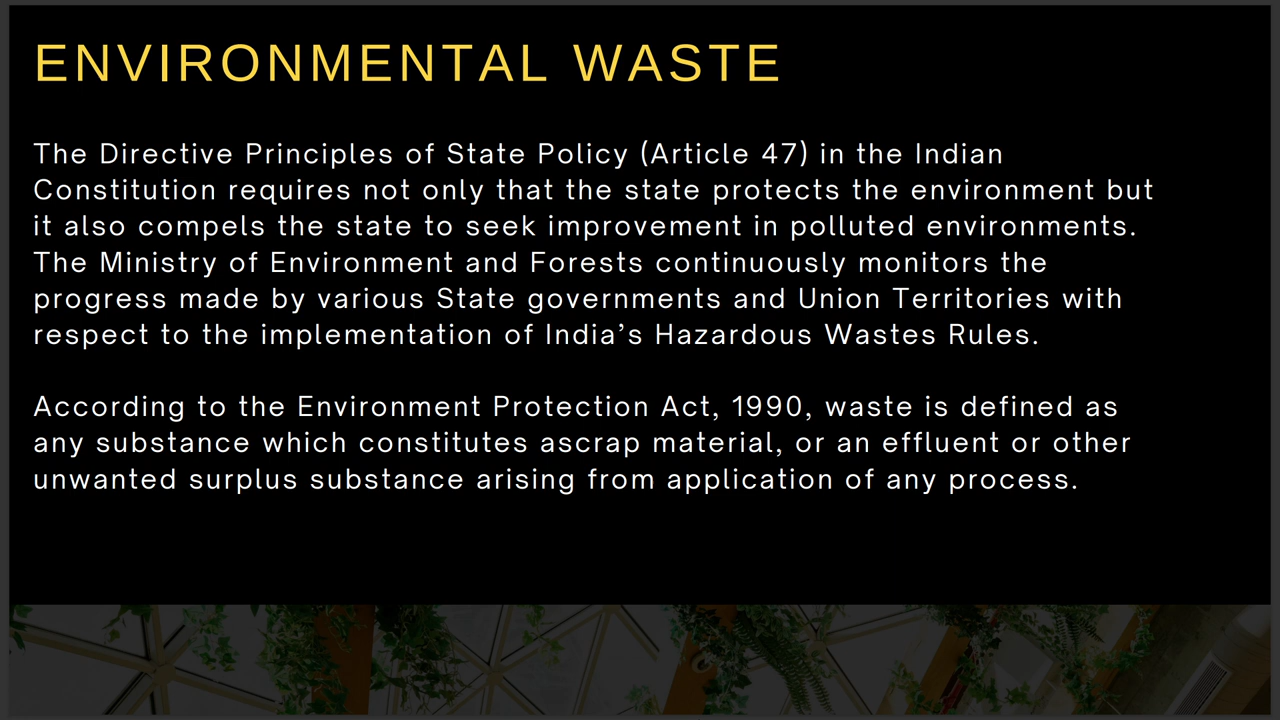 ENVIRONMENTAL WASTE
The Directive Principles of State Policy (Article 47) in the Indian
Constitution requires not only that the state protects the environment but
it also compels the state to seek improvement in polluted environments.
The Ministry of Environment and Forests continuously monitors the
progress made by various State governments and Union Territories with
respect to the implementation of India’s Hazardous Wastes Rules.
According to the Environment Protection Act, 1990, waste is defined as
any substance which constitutes ascrap material, or an effluent or other
unwanted surplus substance arising from application of any process.